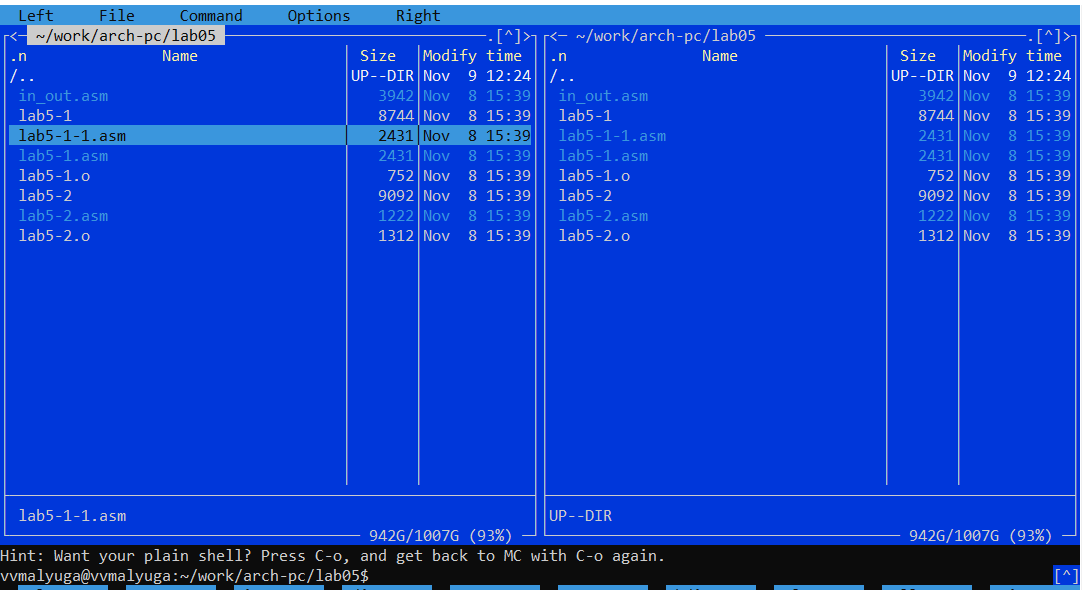 Left File Command Options Right
<─ ~/work/arch-pc/lab05 .[^]> <─ ~/work/arch-pc/lab05 .[^]>
.n Name Size Modify time .n Name Size Modify time
/.. UP--DIR Nov 9 12:24 /.. UP--DIR Nov 9 12:24
in_out.asm 3942 Nov 8 15:39 in_out.asm 3942 Nov 8 15:39
lab5-1 8744 Nov 8 15:39 lab5-1 8744 Nov 8 15:39
lab5-1-1.asm 2431 Nov 8 15:39 lab5-1-1.asm 2431 Nov 8 15:39
lab5-1.asm 2431 Nov 8 15:39 lab5-1.asm 2431 Nov 8 15:39
lab5-1.o 752 Nov 8 15:39 lab5-1.o 752 Nov 8 15:39
lab5-2 9092 Nov 8 15:39 lab5-2 9092 Nov 8 15:39
lab5-2.asm 1222 Nov 8 15:39 lab5-2.asm 1222 Nov 8 15:39
lab5-2.o 1312 Nov 8 15:39 lab5-2.o 1312 Nov 8 15:39
lab5-1-1.asm UP--DIR
942G/1007G (93%) 942G/1007G (93%)
Hint: Want your plain shell? Press C-o, and get back to MC with C-o again.
vvmalyuga@vvmalyuga:~/work/arch-pc/lab05$ [^]